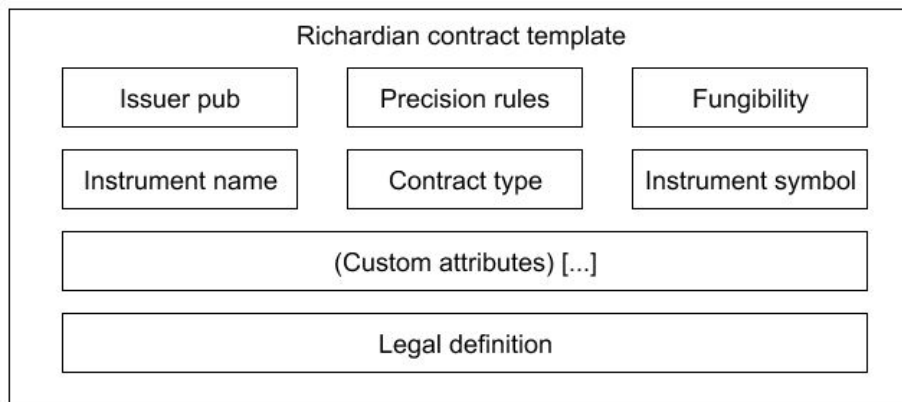 Richardian contract template
Issuer pub
Precision rules
Fungibility
Instrument name
Contract type
Instrument symbol
(Custom attributes) [...]
Legal definition